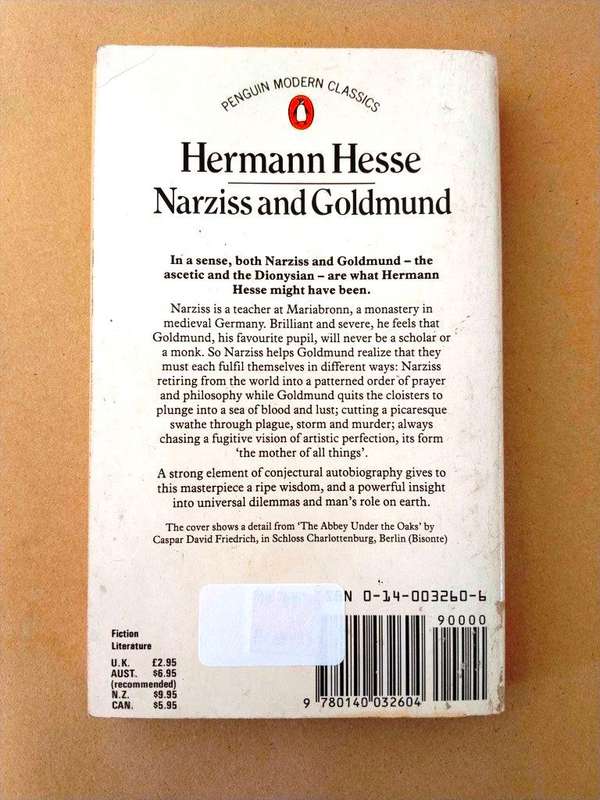 PENGUIN MODERN CLASSICS
Hermann Hesse
Narziss and Goldmund
In a sense, both Narziss and Goldmund – the
ascetic and the Dionysian – are what Hermann
Hesse might have been.
Narziss is a teacher at Mariabronn, a monastery in
medieval Germany. Brilliant and severe, he feels that
Goldmund, his favourite pupil, will never be a scholar or
a monk. So Narziss helps Goldmund realize that they
must each fulfil themselves in different ways: Narziss
retiring from the world into a patterned order of prayer
and philosophy while Goldmund quits the cloisters to
plunge into a sea of blood and lust; cutting a picaresque
swathe through plague, storm and murder; always
chasing a fugitive vision of artistic perfection, its form
‘the mother of all things’.
A strong element of conjectural autobiography gives to
this masterpiece a ripe wisdom, and a powerful insight
into universal dilemmas and man’s role on earth.
The cover shows a detail from ‘The Abbey Under the Oaks’ by
Caspar David Friedrich, in Schloss Charlottenburg, Berlin (Bisonte)
0-14-003260-6
90000
Fiction
Literature
U.K. £2.95
AUST. $6.95
(recommended)
N.Z. $9.95
CAN. $5.95
9 780140 032604